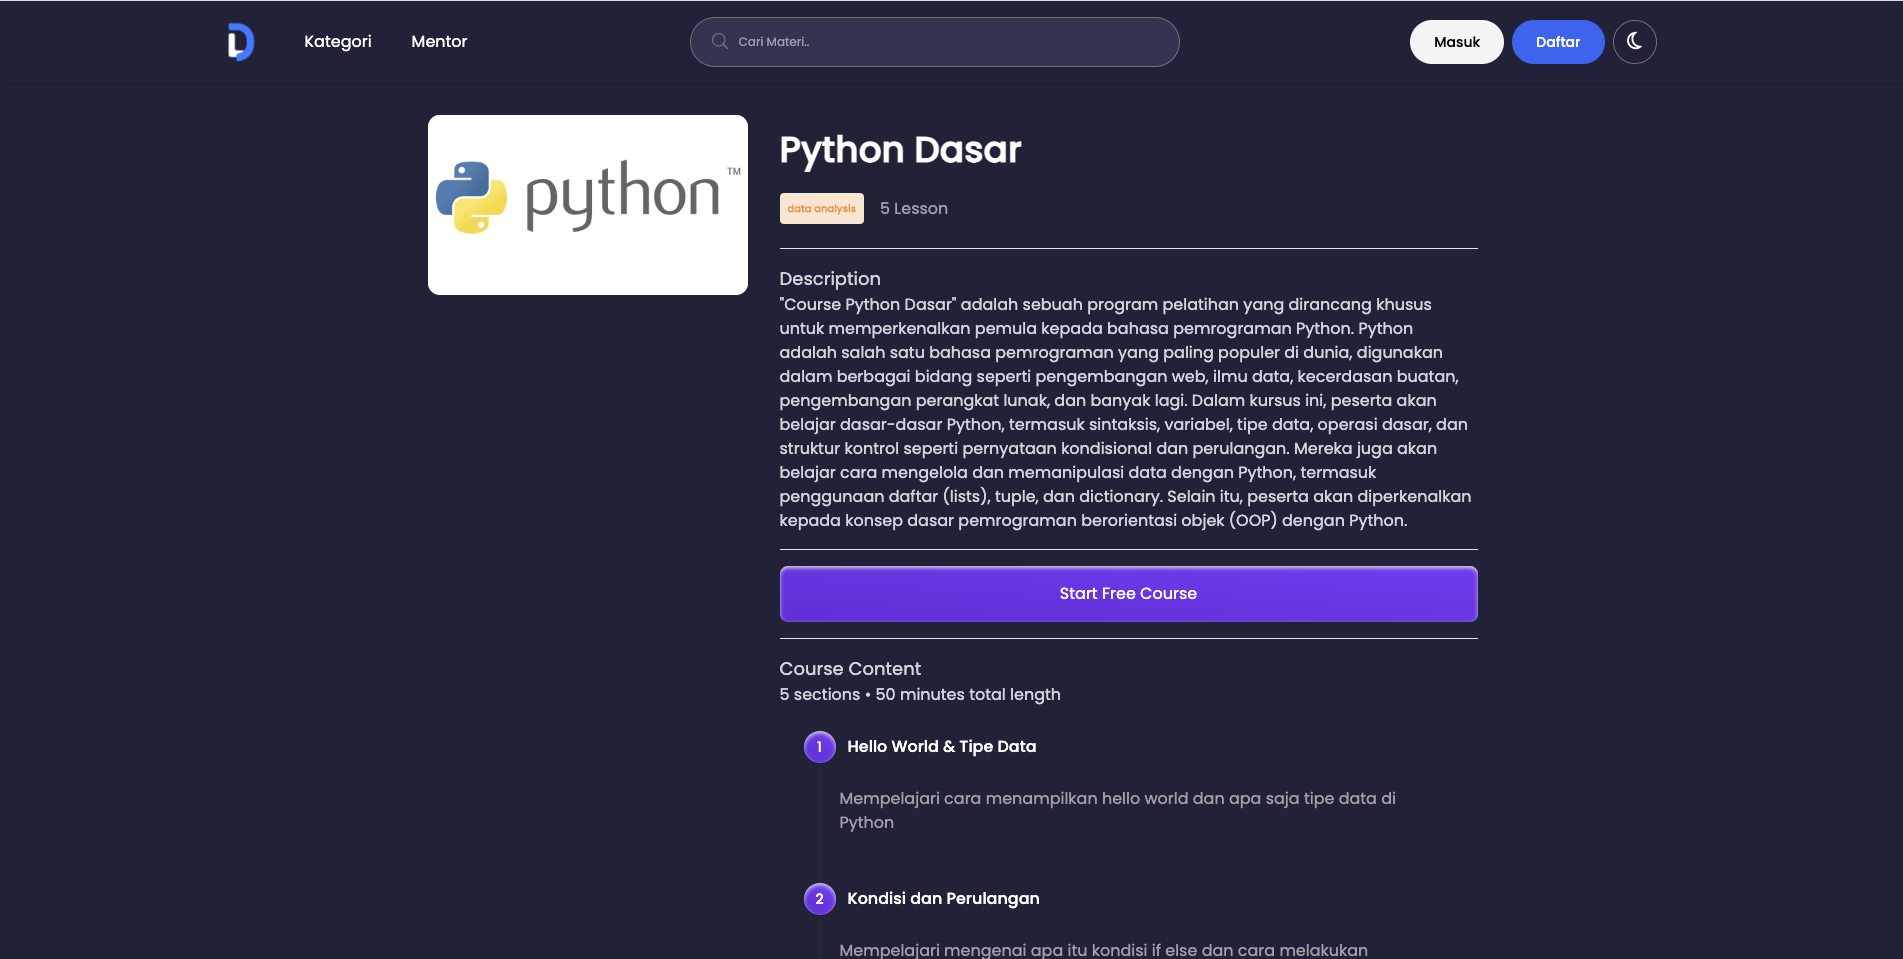 Kategori
Mentor
Cari Materi..
Masuk
Daftar
python™
Python Dasar
data analysis
5 Lesson
Description
"Course Python Dasar" adalah sebuah program pelatihan yang dirancang khusus
untuk memperkenalkan pemula kepada bahasa pemrograman Python. Python
adalah salah satu bahasa pemrograman yang paling populer di dunia, digunakan
dalam berbagai bidang seperti pengembangan web, ilmu data, kecerdasan buatan,
pengembangan perangkat lunak, dan banyak lagi. Dalam kursus ini, peserta akan
belajar dasar-dasar Python, termasuk sintaksis, variabel, tipe data, operasi dasar, dan
struktur kontrol seperti pernyataan kondisional dan perulangan. Mereka juga akan
belajar cara mengelola dan memanipulasi data dengan Python, termasuk
penggunaan daftar (lists), tuple, dan dictionary. Selain itu, peserta akan diperkenalkan
kepada konsep dasar pemrograman berorientasi objek (OOP) dengan Python.
Start Free Course
Course Content
5 sections • 50 minutes total length
1 Hello World & Tipe Data
Mempelajari cara menampilkan hello world dan apa saja tipe data di
Python
2 Kondisi dan Perulangan
Mempelajari mengenai apa itu kondisi if else dan cara melakukan